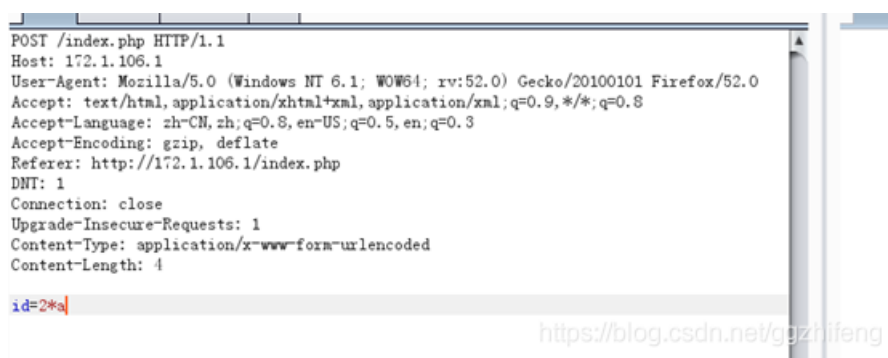 POST /index.php HTTP/1.1
Host: 172.1.106.1
User-Agent: Mozilla/5.0 (Windows NT 6.1; WOW64; rv:52.0) Gecko/20100101 Firefox/52.0
Accept: text/html,application/xhtml+xml,application/xml;q=0.9,*/*;q=0.8
Accept-Language: zh-CN,zh;q=0.8,en-US;q=0.5,en;q=0.3
Accept-Encoding: gzip, deflate
Referer: http://172.1.106.1/index.php
DNT: 1
Connection: close
Upgrade-Insecure-Requests: 1
Content-Type: application/x-www-form-urlencoded
Content-Length: 4
id=2*a
https://blog.csdn.net/ggzhifeng